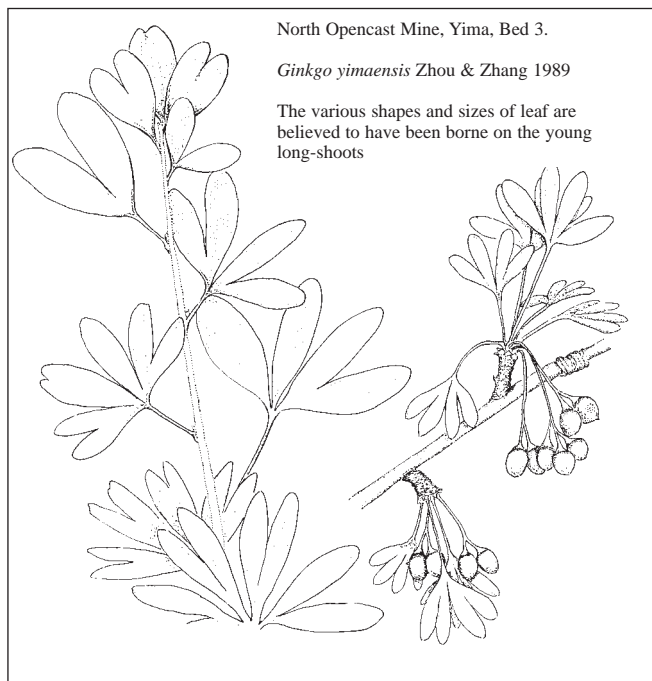 North Opencast Mine, Yima, Bed 3.
Ginkgo yimaensis Zhou & Zhang 1989
The various shapes and sizes of leaf are
believed to have been borne on the young
long-shoots